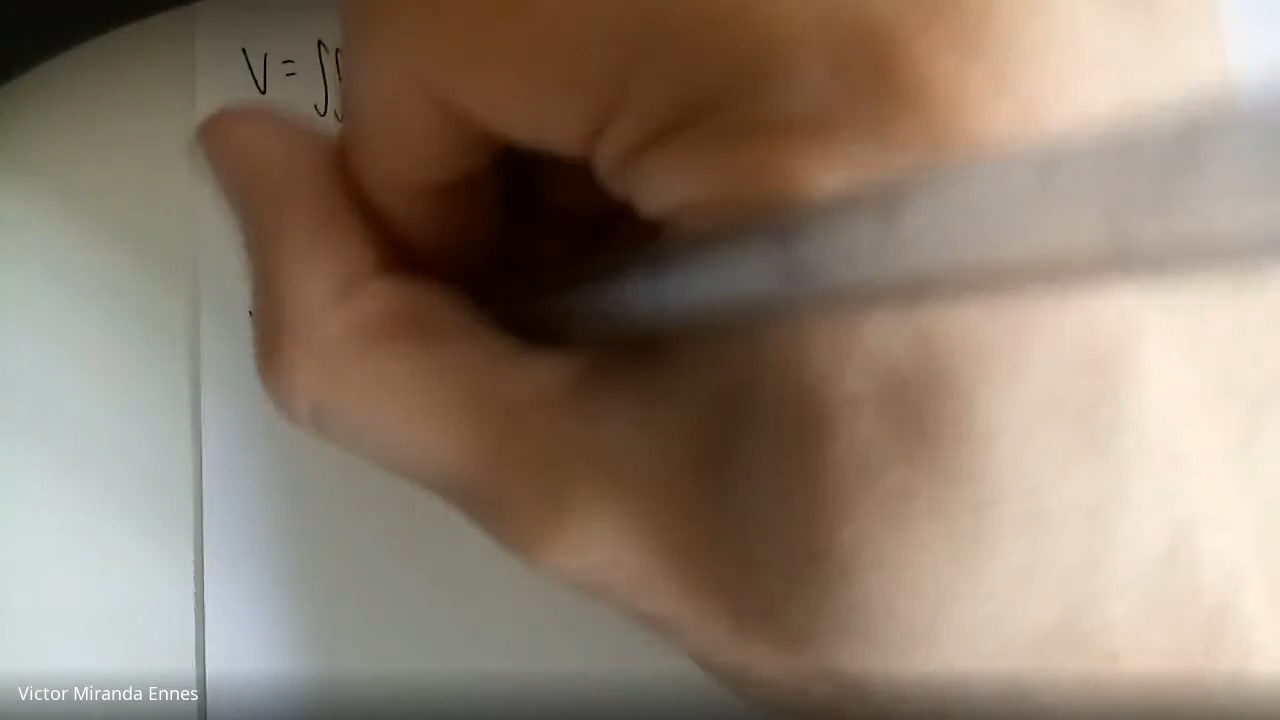 V = ∫∫
Victor Miranda Ennes